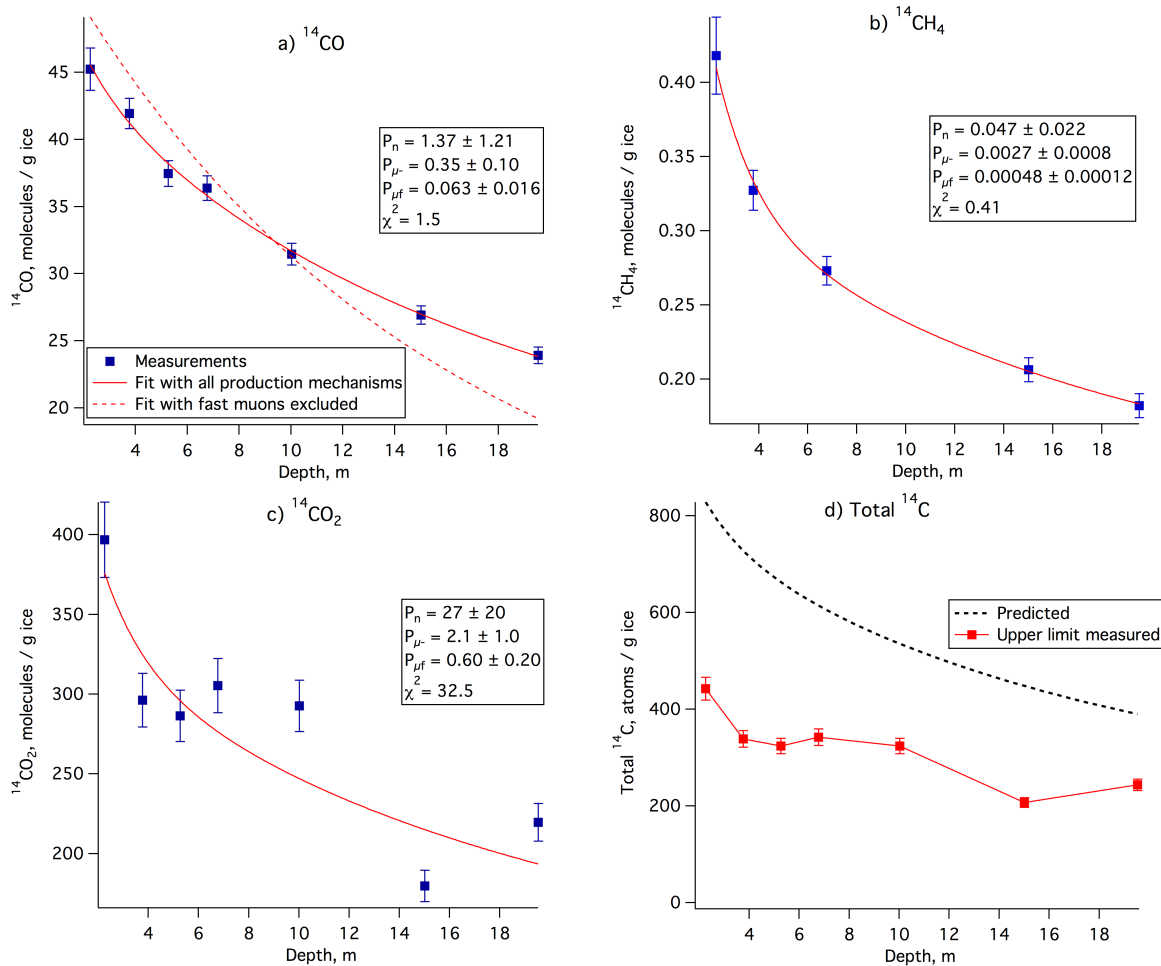 a) ¹⁴CO
45
40
35
30
25
20
¹⁴CO, molecules / g ice
Pₙ = 1.37 ± 1.21
P_μ- = 0.35 ± 0.10
P_μf = 0.063 ± 0.016
χ² = 1.5
Measurements
Fit with all production mechanisms
Fit with fast muons excluded
4 6 8 10 12 14 16 18
Depth, m
b) ¹⁴CH₄
0.40
0.35
0.30
0.25
0.20
¹⁴CH₄, molecules / g ice
Pₙ = 0.047 ± 0.022
P_μ- = 0.0027 ± 0.0008
P_μf = 0.00048 ± 0.00012
χ² = 0.41
4 6 8 10 12 14 16 18
Depth, m
c) ¹⁴CO₂
400
350
300
250
200
¹⁴CO₂, molecules / g ice
Pₙ = 27 ± 20
P_μ- = 2.1 ± 1.0
P_μf = 0.60 ± 0.20
χ² = 32.5
4 6 8 10 12 14 16 18
Depth, m
d) Total ¹⁴C
800
600
400
200
0
Total ¹⁴C, atoms / g ice
Predicted
Upper limit measured
4 6 8 10 12 14 16 18
Depth, m